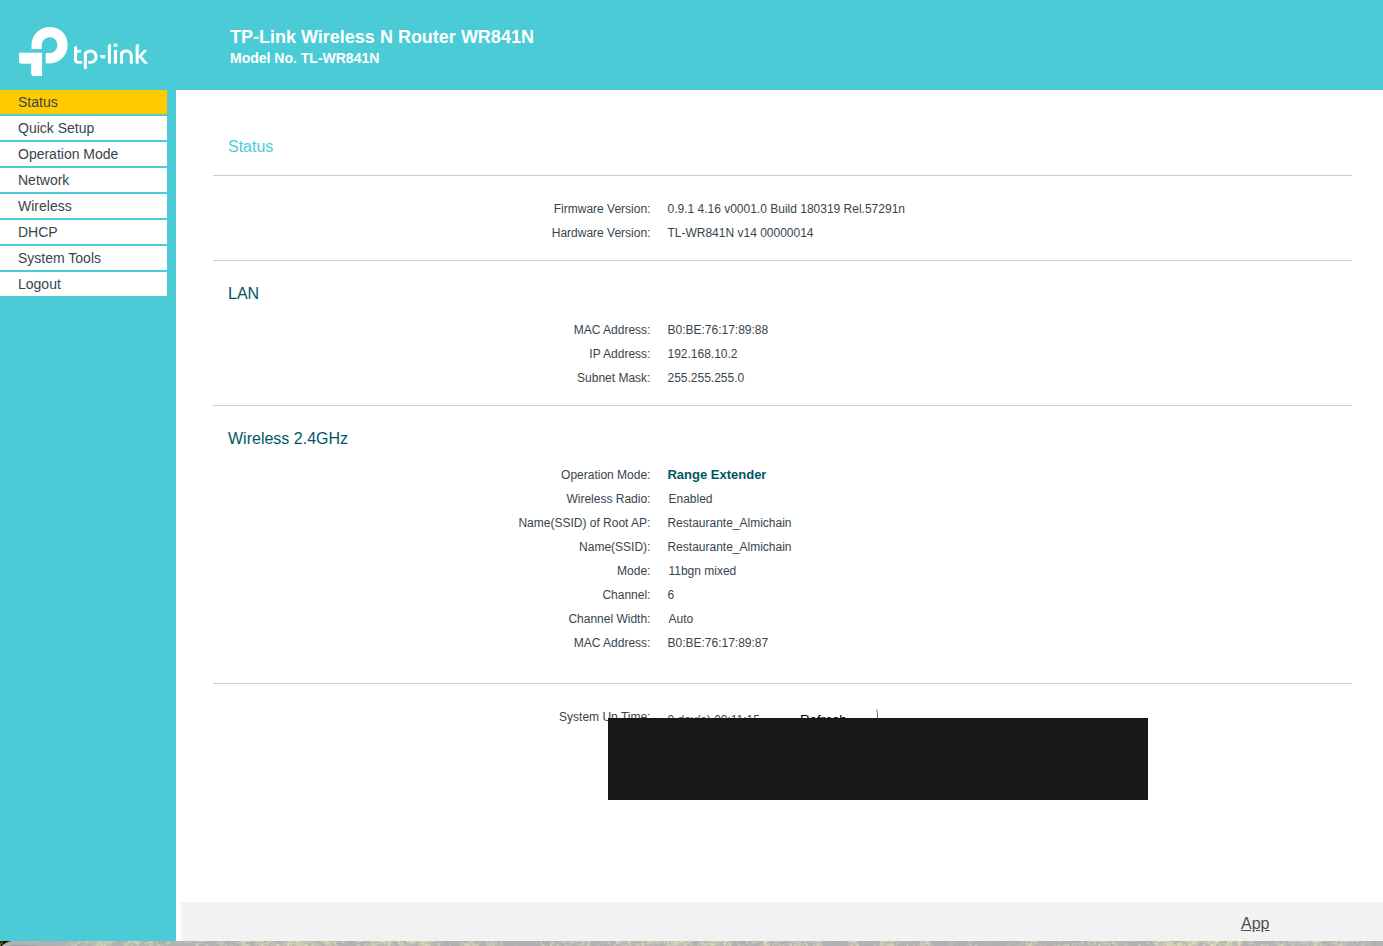 tp-link
TP-Link Wireless N Router WR841N
Model No. TL-WR841N
Status
Quick Setup
Operation Mode
Network
Wireless
DHCP
System Tools
Logout
Status
Firmware Version: 0.9.1 4.16 v0001.0 Build 180319 Rel.57291n
Hardware Version: TL-WR841N v14 00000014
LAN
MAC Address: B0:BE:76:17:89:88
IP Address: 192.168.10.2
Subnet Mask: 255.255.255.0
Wireless 2.4GHz
Operation Mode: Range Extender
Wireless Radio: Enabled
Name(SSID) of Root AP: Restaurante_Almichain
Name(SSID): Restaurante_Almichain
Mode: 11bgn mixed
Channel: 6
Channel Width: Auto
MAC Address: B0:BE:76:17:89:87
System Up Time: Refresh
App